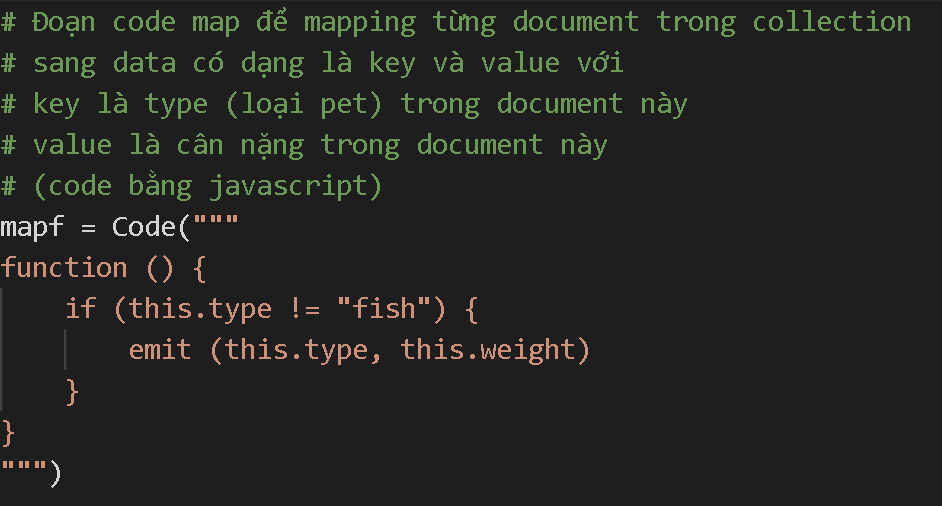 # Đoạn code map để mapping từng document trong collection
# sang data có dạng là key và value với
# key là type (loại pet) trong document này
# value là cân nặng trong document này
# (code bằng javascript)
mapf = Code("""
function () {
    if (this.type != "fish") {
        emit (this.type, this.weight)
    }
}
""")